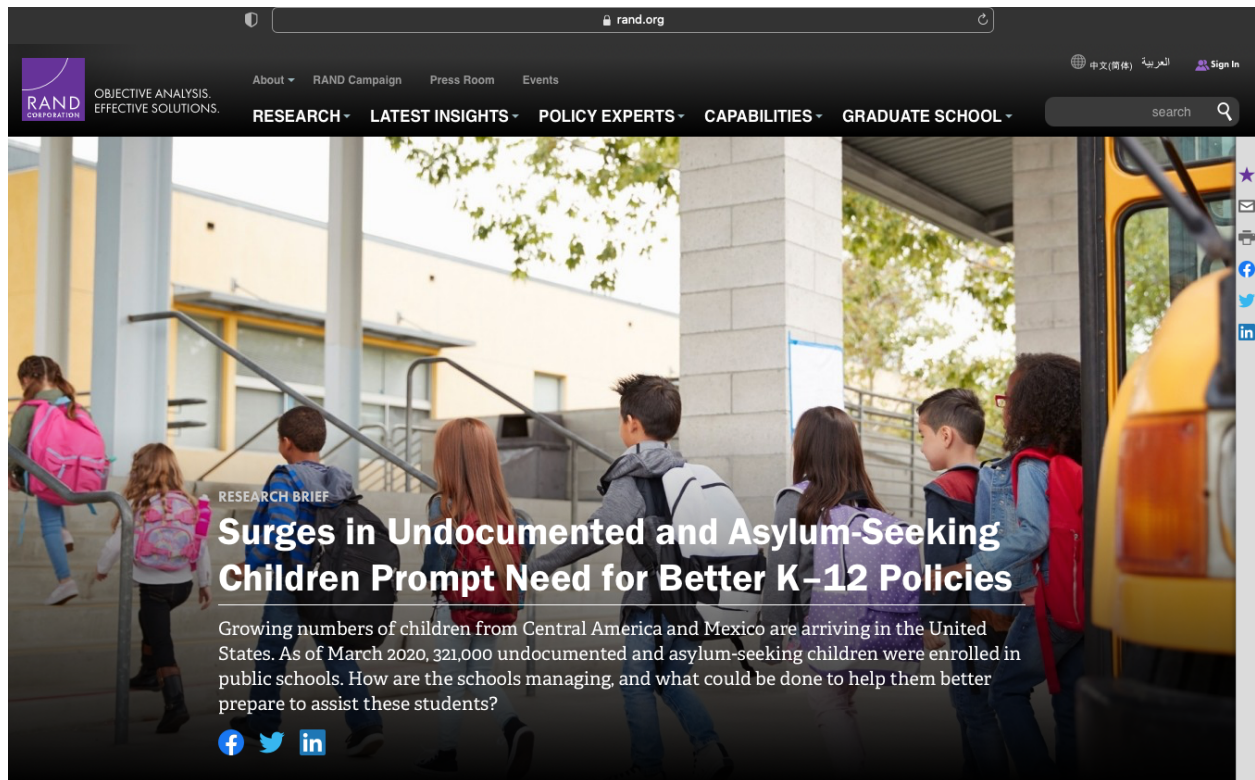 rand.org
中文(简体)
العربية
Sign In
RAND
CORPORATION
OBJECTIVE ANALYSIS.
EFFECTIVE SOLUTIONS.
About
RAND Campaign
Press Room
Events
RESEARCH
LATEST INSIGHTS
POLICY EXPERTS
CAPABILITIES
GRADUATE SCHOOL
search
RESEARCH BRIEF
Surges in Undocumented and Asylum-Seeking
Children Prompt Need for Better K–12 Policies
Growing numbers of children from Central America and Mexico are arriving in the United
States. As of March 2020, 321,000 undocumented and asylum-seeking children were enrolled in
public schools. How are the schools managing, and what could be done to help them better
prepare to assist these students?